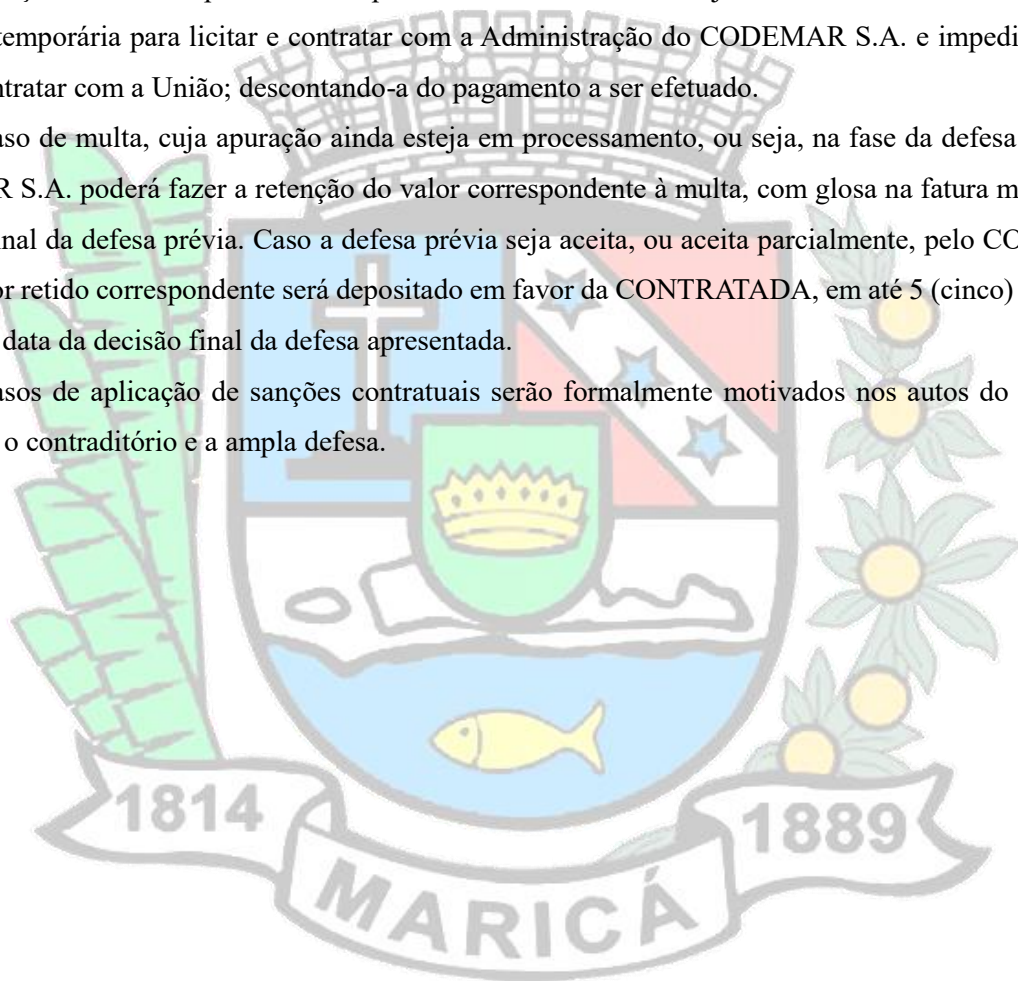 temporária para licitar e contratar com a Administração do CODEMAR S.A. e impedi
ntratar com a União; descontando-a do pagamento a ser efetuado.
aso de multa, cuja apuração ainda esteja em processamento, ou seja, na fase da defesa
R S.A. poderá fazer a retenção do valor correspondente à multa, com glosa na fatura m
inal da defesa prévia. Caso a defesa prévia seja aceita, ou aceita parcialmente, pelo CO
or retido correspondente será depositado em favor da CONTRATADA, em até 5 (cinco)
data da decisão final da defesa apresentada.
asos de aplicação de sanções contratuais serão formalmente motivados nos autos do
o contraditório e a ampla defesa.
1814
1889
MARICÁ